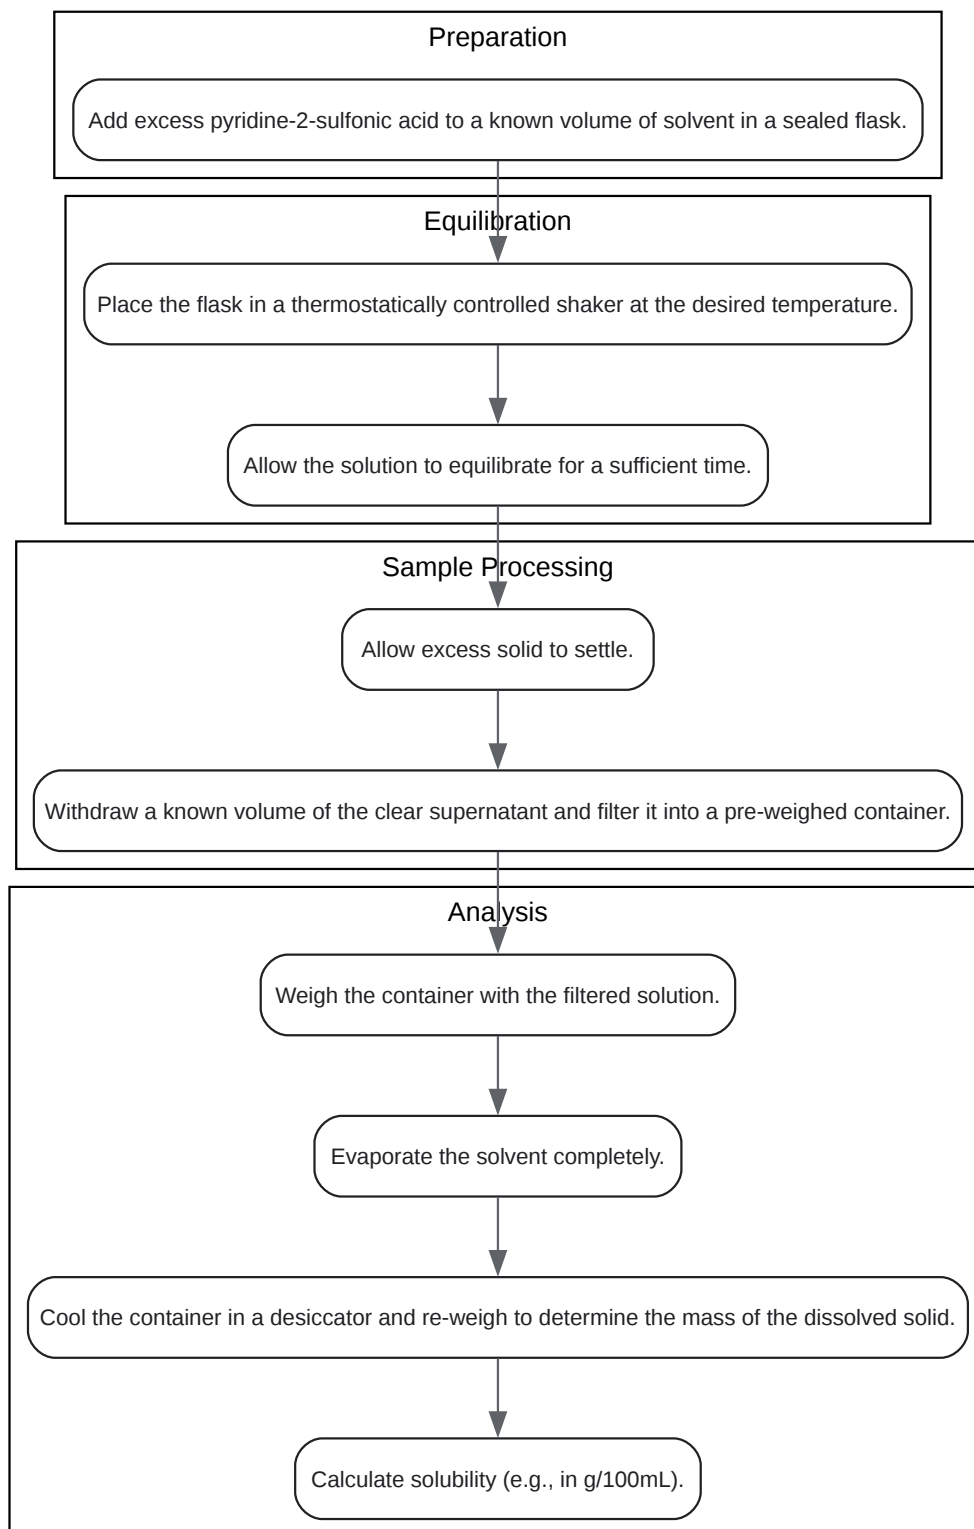 Preparation
Add excess pyridine-2-sulfonic acid to a known volume of solvent in a sealed flask.
Equilibration
Place the flask in a thermostatically controlled shaker at the desired temperature.
Allow the solution to equilibrate for a sufficient time.
Sample Processing
Allow excess solid to settle.
Withdraw a known volume of the clear supernatant and filter it into a pre-weighed container.
Analysis
Weigh the container with the filtered solution.
Evaporate the solvent completely.
Cool the container in a desiccator and re-weigh to determine the mass of the dissolved solid.
Calculate solubility (e.g., in g/100mL).